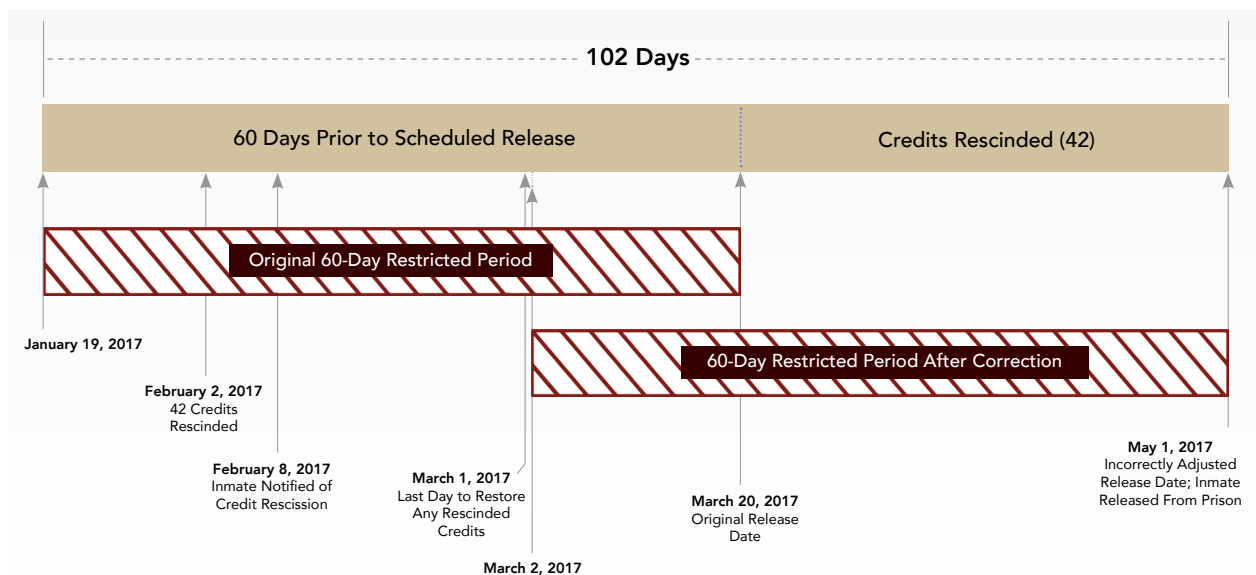 102 Days
60 Days Prior to Scheduled Release
Credits Rescinded (42)
Original 60-Day Restricted Period
60-Day Restricted Period After Correction
January 19, 2017
February 2, 2017
42 Credits
Rescinded
February 8, 2017
Inmate Notified of
Credit Rescission
March 1, 2017
Last Day to Restore
Any Rescinded
Credits
March 2, 2017
March 20, 2017
Original Release
Date
May 1, 2017
Incorrectly Adjusted
Release Date; Inmate
Released From Prison